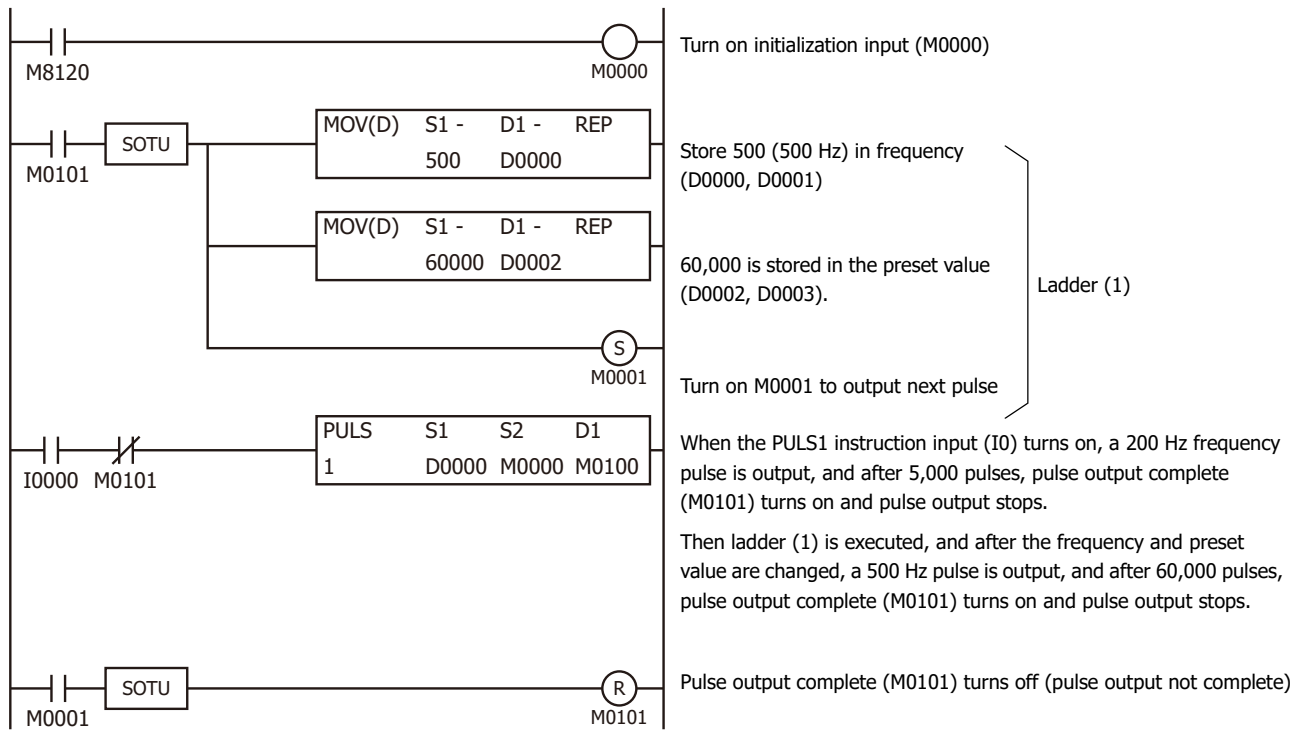 M8120
M0000
Turn on initialization input (M0000)
M0101
SOTU
MOV(D) S1 - D1 - REP
500 D0000
Store 500 (500 Hz) in frequency
(D0000, D0001)
MOV(D) S1 - D1 - REP
60000 D0002
60,000 is stored in the preset value
(D0002, D0003).
Ladder (1)
S
M0001
Turn on M0001 to output next pulse
I0000 M0101
PULS S1 S2 D1
1 D0000 M0000 M0100
When the PULS1 instruction input (I0) turns on, a 200 Hz frequency
pulse is output, and after 5,000 pulses, pulse output complete
(M0101) turns on and pulse output stops.
Then ladder (1) is executed, and after the frequency and preset
value are changed, a 500 Hz pulse is output, and after 60,000 pulses,
pulse output complete (M0101) turns on and pulse output stops.
M0001
SOTU
R
M0101
Pulse output complete (M0101) turns off (pulse output not complete)